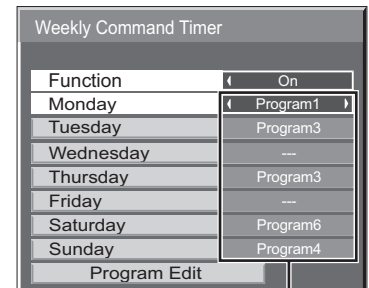 Weekly Command Timer
Function On
Monday Program1
Tuesday Program3
Wednesday ---
Thursday Program3
Friday ---
Saturday Program6
Sunday Program4
Program Edit